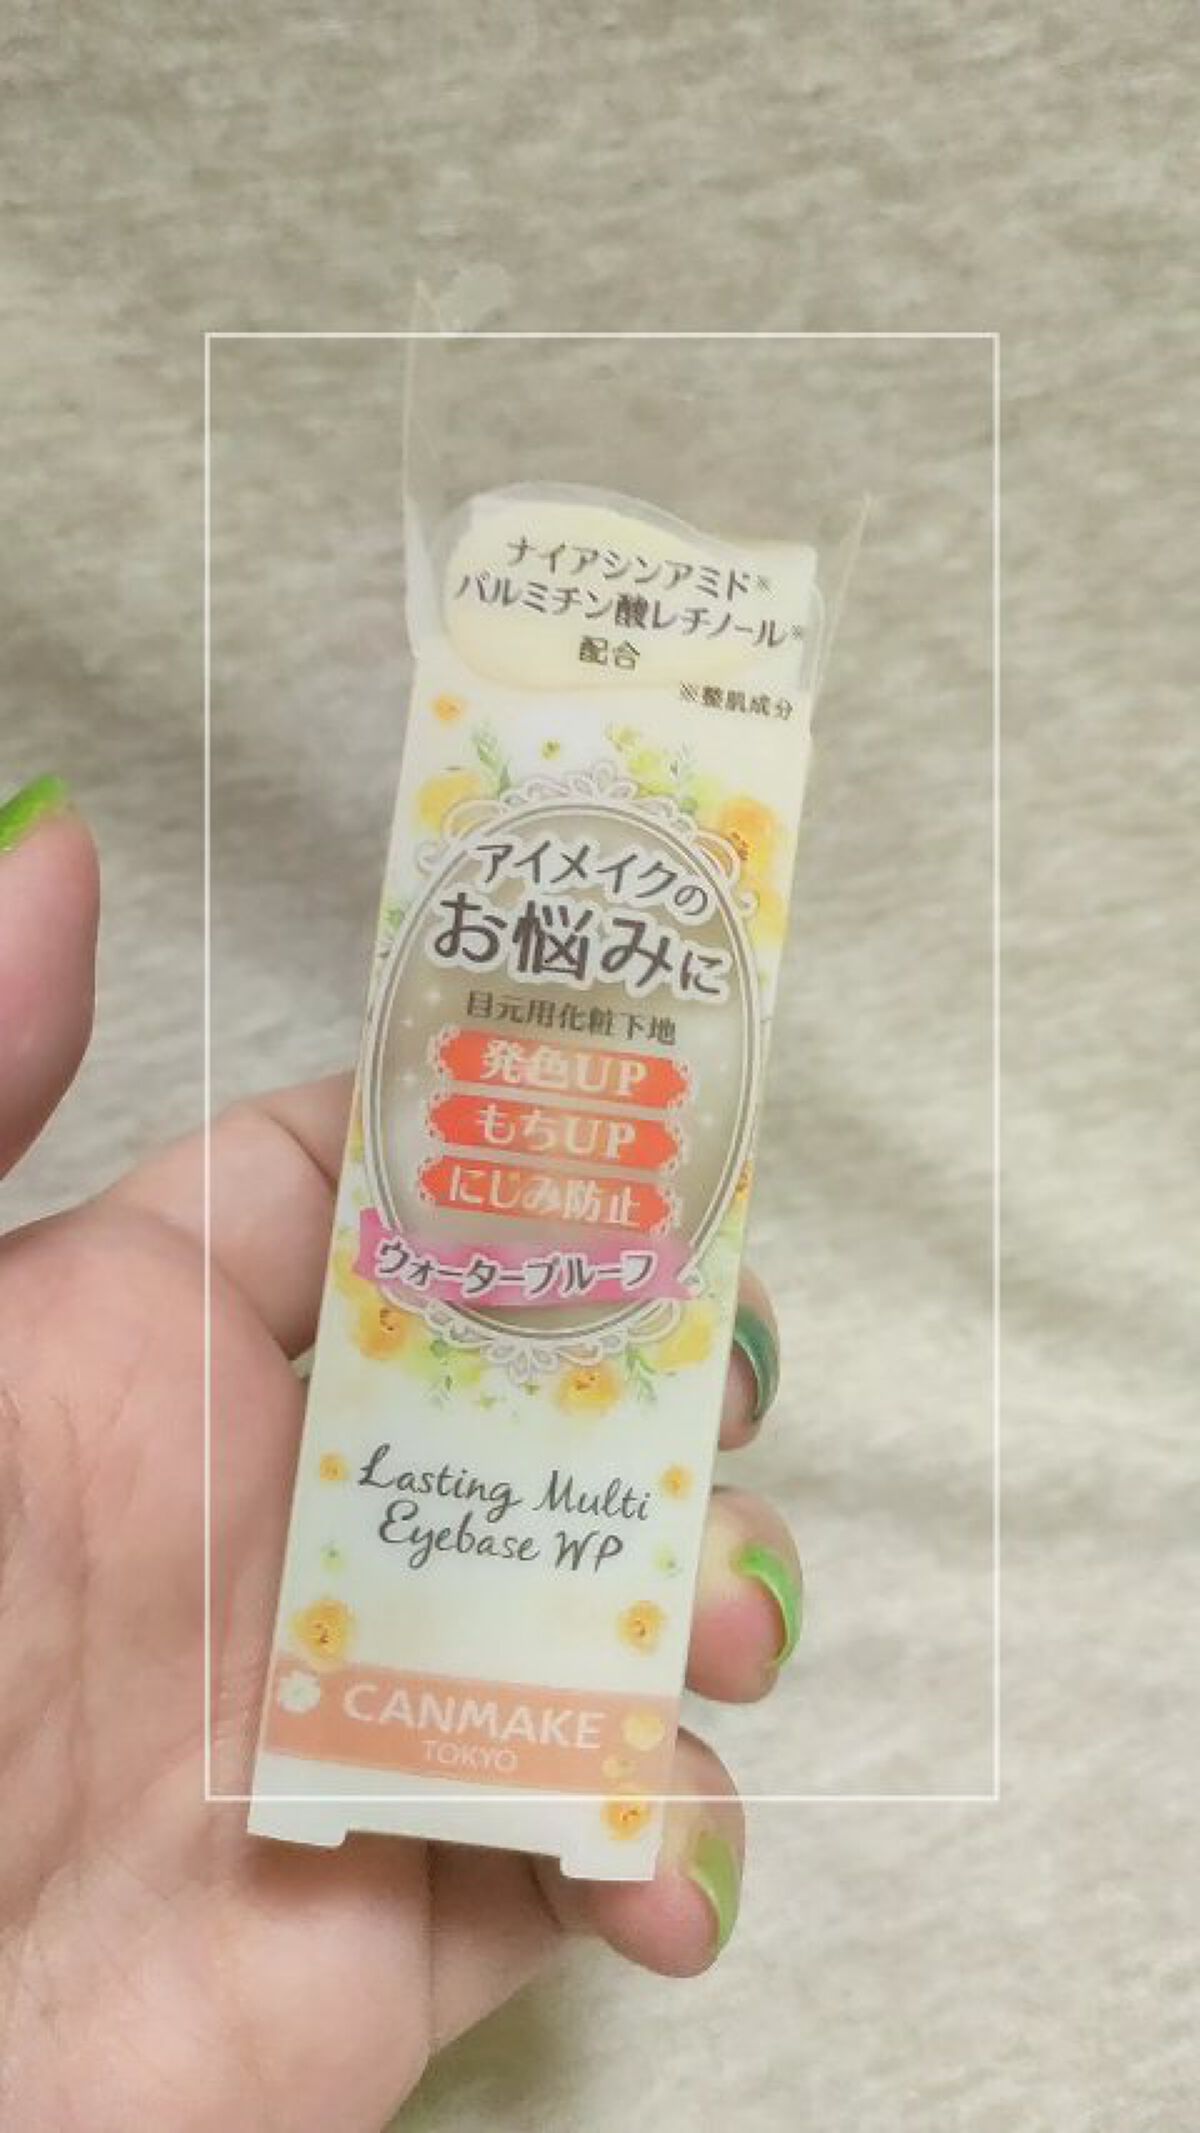 ナイアシンアミド※
パルミチン酸レチノール※
配合
※整肌成分
アイメイクの
お悩みに
目元用化粧下地
発色UP
もちUP
にじみ防止
ウォータープルーフ
Lasting Multi
Eyebase WP
CANMAKE
TOKYO